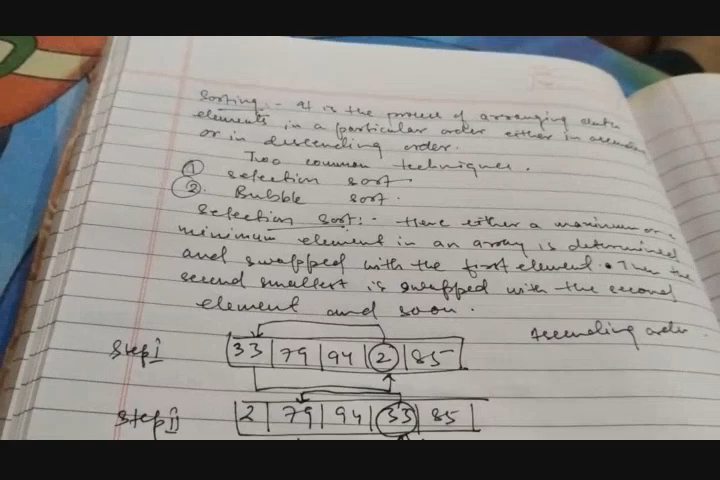 Sorting :- It is the process of arranging data
elements in a particular order either in ascending
or in descending order.
Two common techniques.
① Selection sort.
②. Bubble sort.
Selection sort :- Here either a maximum or a
minimum element in an array is determined
and swapped with the first element. Then the
second smallest is swapped with the second
element and soon.
Ascending order.
Step I 33 | 79 | 94 | 2 | 85
Step II 2 | 79 | 94 | 33 | 85